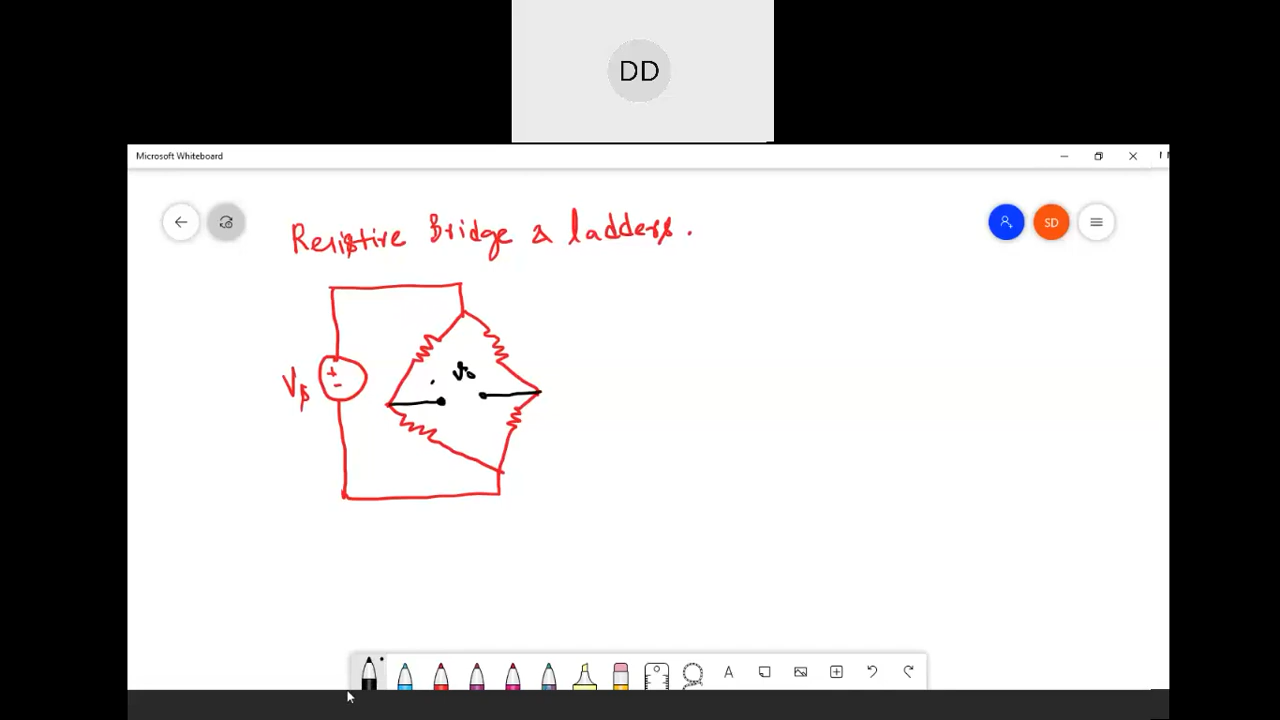 DD
Microsoft Whiteboard
Resistive Bridge & ladders.
SD
Vs
+
-
vo
A